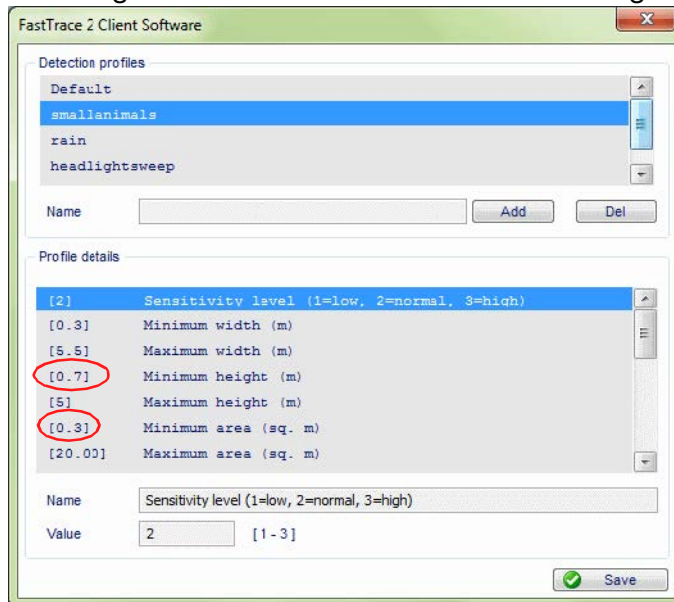 FastTrace 2 Client Software
Detection profiles
Default
smallanimals
rain
headlightsweep
Name Add Del
Profile details
[2] Sensitivity level (1=low, 2=normal, 3=high)
[0.3] Minimum width (m)
[5.5] Maximum width (m)
[0.7] Minimum height (m)
[5] Maximum height (m)
[0.3] Minimum area (sq. m)
[20.00] Maximum area (sq. m)
Name Sensitivity level (1=low, 2=normal, 3=high)
Value 2 [1-3]
Save